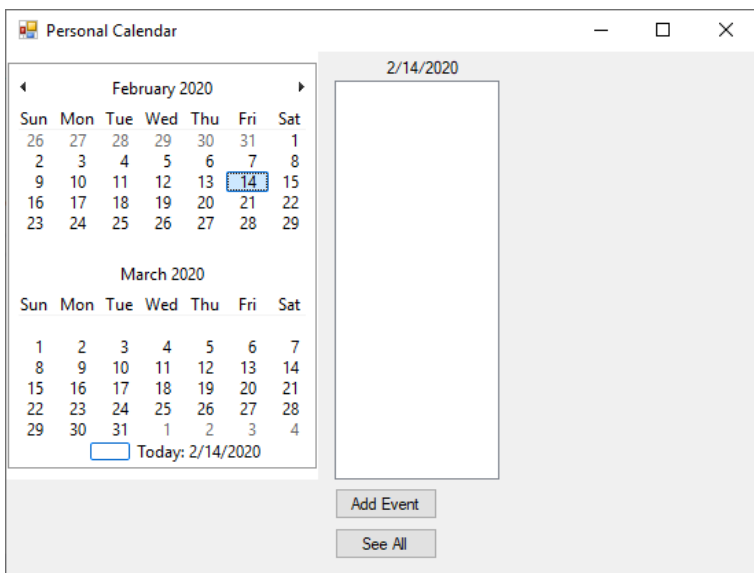 Personal Calendar
2/14/2020
February 2020
Sun Mon Tue Wed Thu Fri Sat
26 27 28 29 30 31 1
2 3 4 5 6 7 8
9 10 11 12 13 14 15
16 17 18 19 20 21 22
23 24 25 26 27 28 29
March 2020
Sun Mon Tue Wed Thu Fri Sat
1 2 3 4 5 6 7
8 9 10 11 12 13 14
15 16 17 18 19 20 21
22 23 24 25 26 27 28
29 30 31 1 2 3 4
Today: 2/14/2020
Add Event
See All